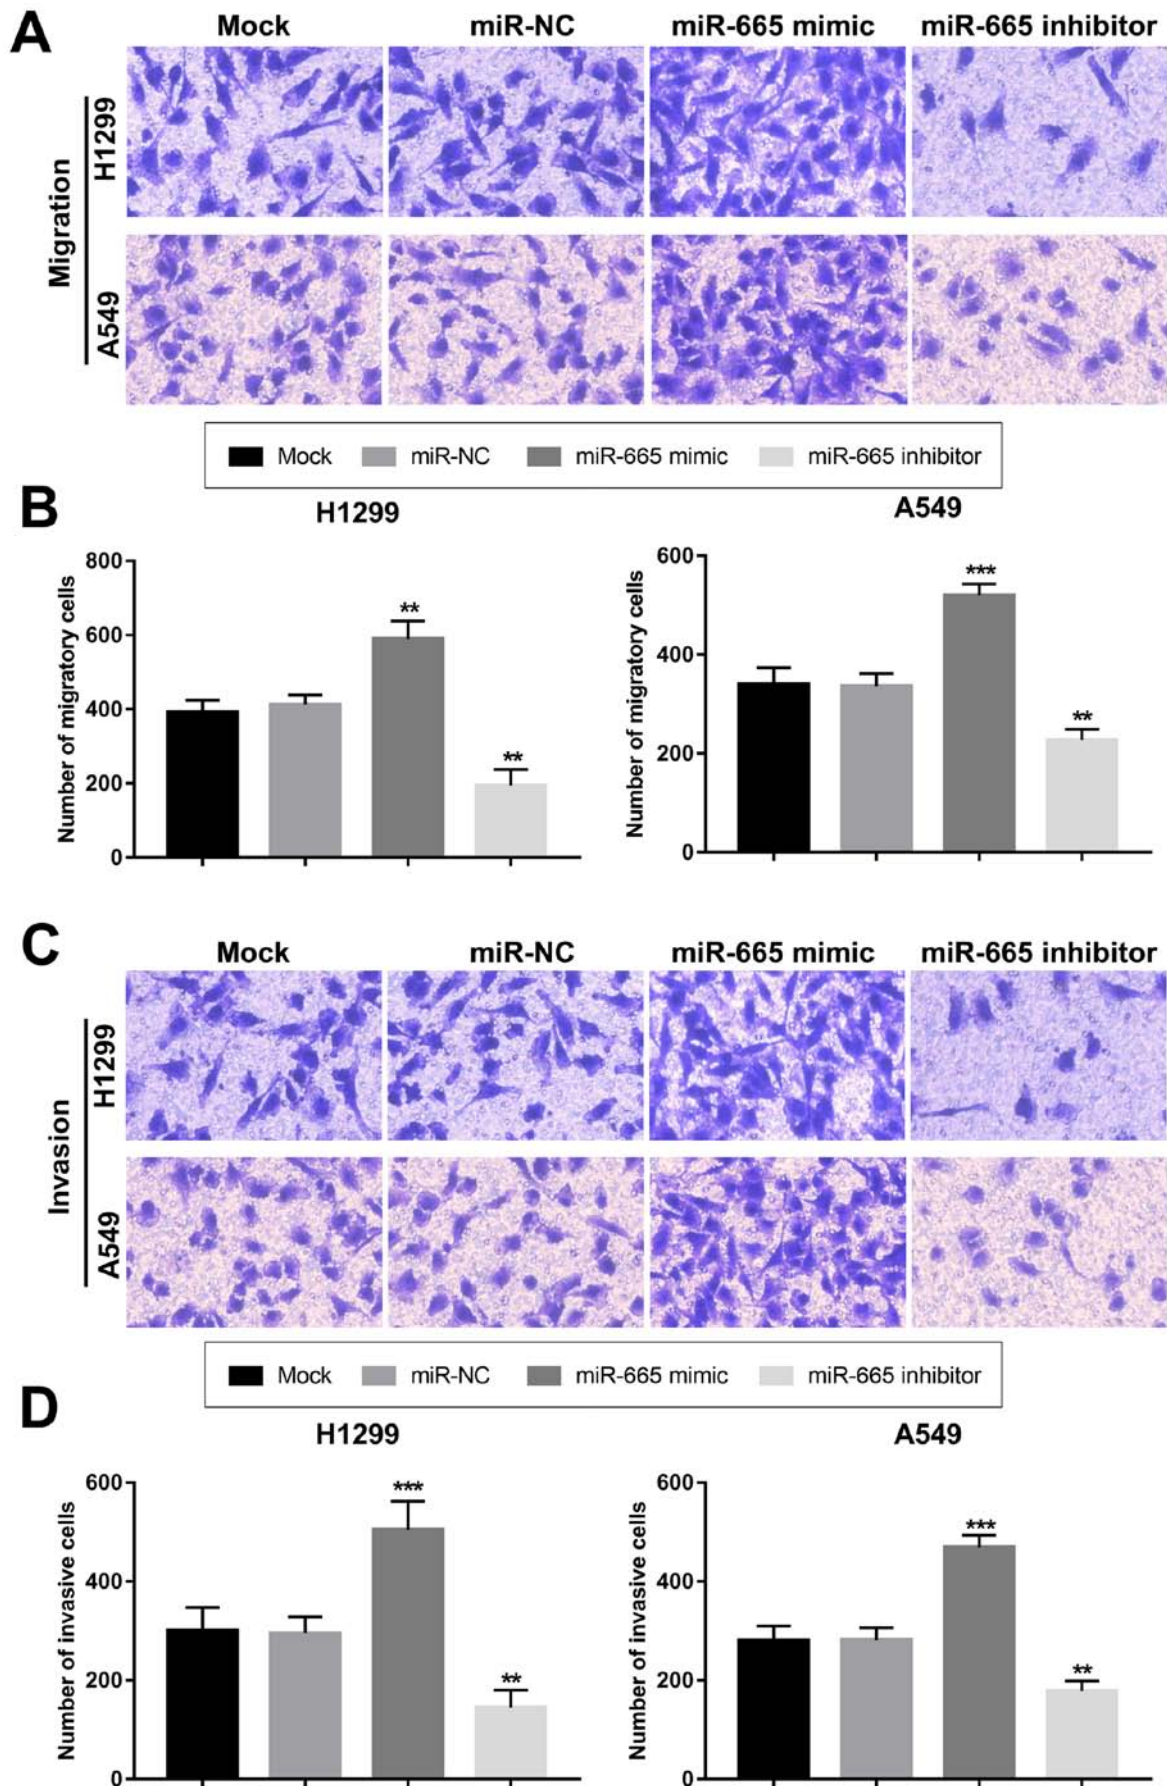 A
Mock miR-NC miR-665 mimic miR-665 inhibitor
Migration
H1299
A549
Mock miR-NC miR-665 mimic miR-665 inhibitor
B
H1299
Number of migratory cells
800
600
400
200
0
**
**
A549
Number of migratory cells
600
400
200
0
***
**
C
Mock miR-NC miR-665 mimic miR-665 inhibitor
Invasion
H1299
A549
Mock miR-NC miR-665 mimic miR-665 inhibitor
D
H1299
Number of invasive cells
600
400
200
0
***
**
A549
Number of invasive cells
600
400
200
0
***
**